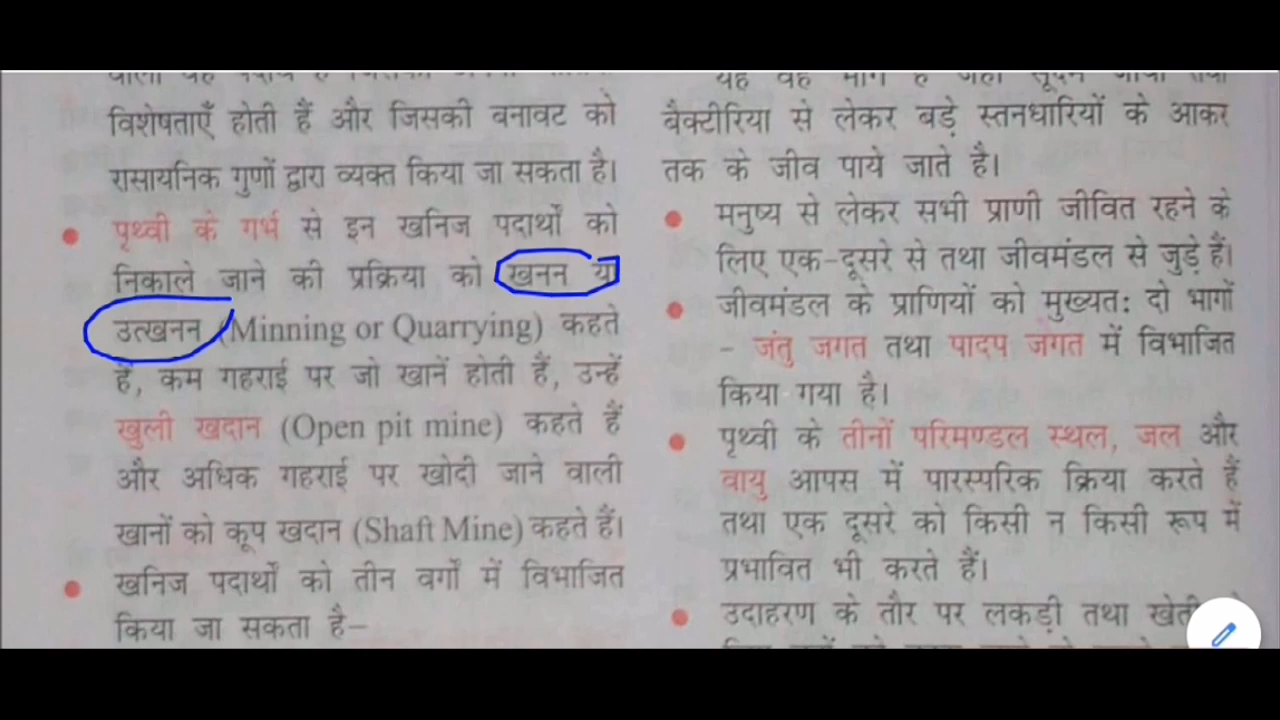 विशेषताएँ होती हैं और जिसकी बनावट को
रासायनिक गुणों द्वारा व्यक्त किया जा सकता है।
पृथ्वी के गर्भ से इन खनिज पदार्थों को
निकाले जाने की प्रक्रिया को खनन या
उत्खनन (Minning or Quarrying) कहते
हैं, कम गहराई पर जो खानें होती हैं, उन्हें
खुली खदान (Open pit mine) कहते हैं
और अधिक गहराई पर खोदी जाने वाली
खानों को कूप खदान (Shaft Mine) कहते हैं।
खनिज पदार्थों को तीन वर्गों में विभाजित
किया जा सकता है–
यह वह भाग है जहाँ
बैक्टीरिया से लेकर बड़े स्तनधारियों के आकर
तक के जीव पाये जाते है।
मनुष्य से लेकर सभी प्राणी जीवित रहने के
लिए एक-दूसरे से तथा जीवमंडल से जुड़े हैं।
जीवमंडल के प्राणियों को मुख्यतः दो भागों
- जंतु जगत तथा पादप जगत में विभाजित
किया गया है।
पृथ्वी के तीनों परिमण्डल स्थल, जल और
वायु आपस में पारस्परिक क्रिया करते हैं
तथा एक दूसरे को किसी न किसी रूप में
प्रभावित भी करते हैं।
उदाहरण के तौर पर लकड़ी तथा